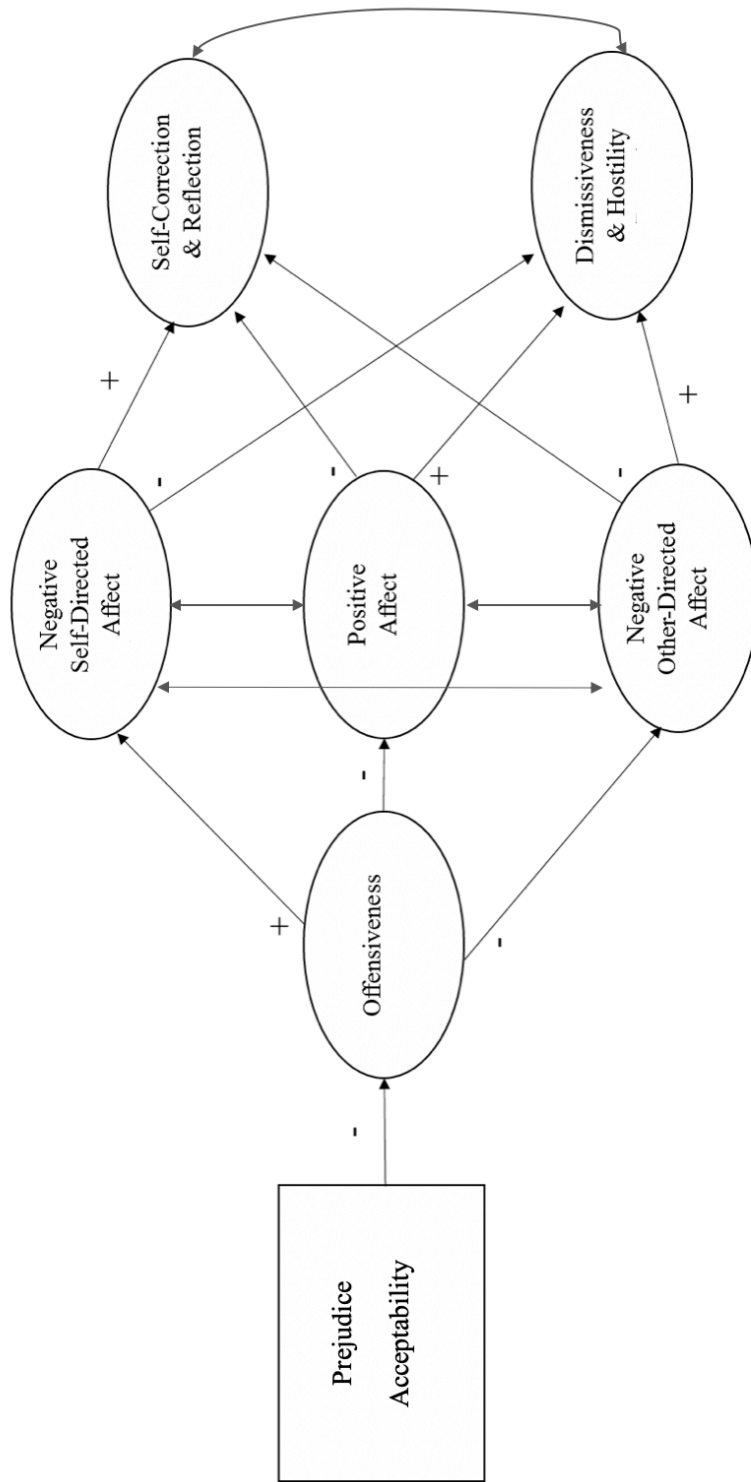 Prejudice
Acceptability
-
Offensiveness
+
-
-
Negative
Self-Directed
Affect
Positive
Affect
Negative
Other-Directed
Affect
+
-
-
+
-
+
Self-Correction
& Reflection
Dismissiveness
& Hostility